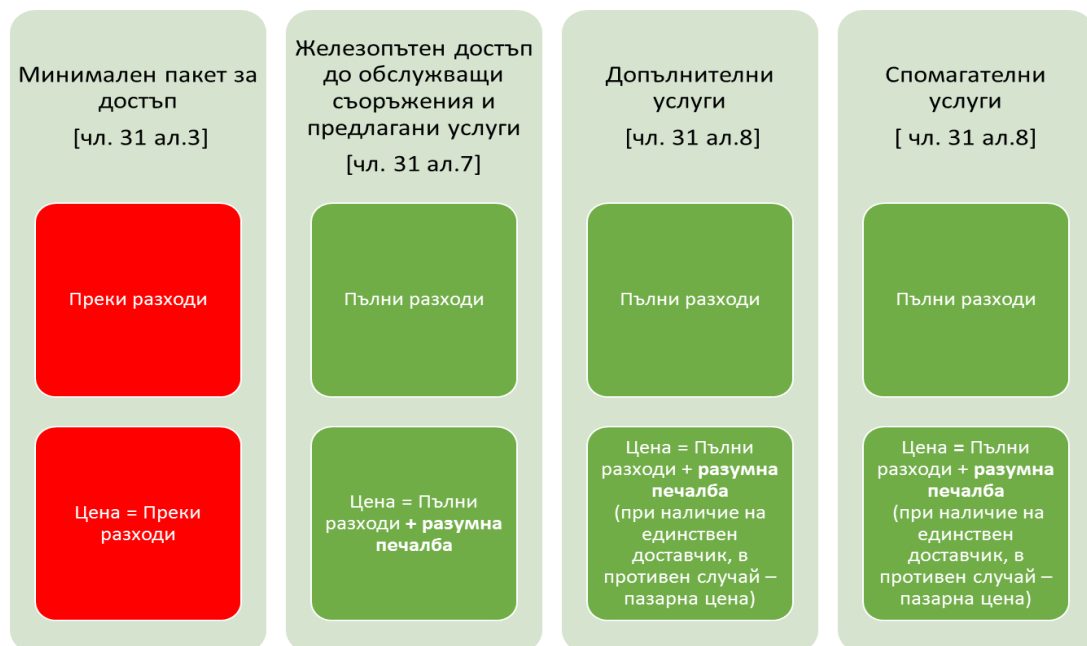 Минимален пакет за
достъп
[чл. 31 ал.3]
Преки разходи
Цена = Преки
разходи
Железопътен достъп
до обслужващи
съоръжения и
предлагани услуги
[чл. 31 ал.7]
Пълни разходи
Цена = Пълни
разходи + разумна
печалба
Допълнителни
услуги
[чл. 31 ал.8]
Пълни разходи
Цена = Пълни
разходи + разумна
печалба
(при наличие на
единствен
доставчик, в
противен случай –
пазарна цена)
Спомагателни
услуги
[ чл. 31 ал.8]
Пълни разходи
Цена = Пълни
разходи + разумна
печалба
(при наличие на
единствен
доставчик, в
противен случай –
пазарна цена)